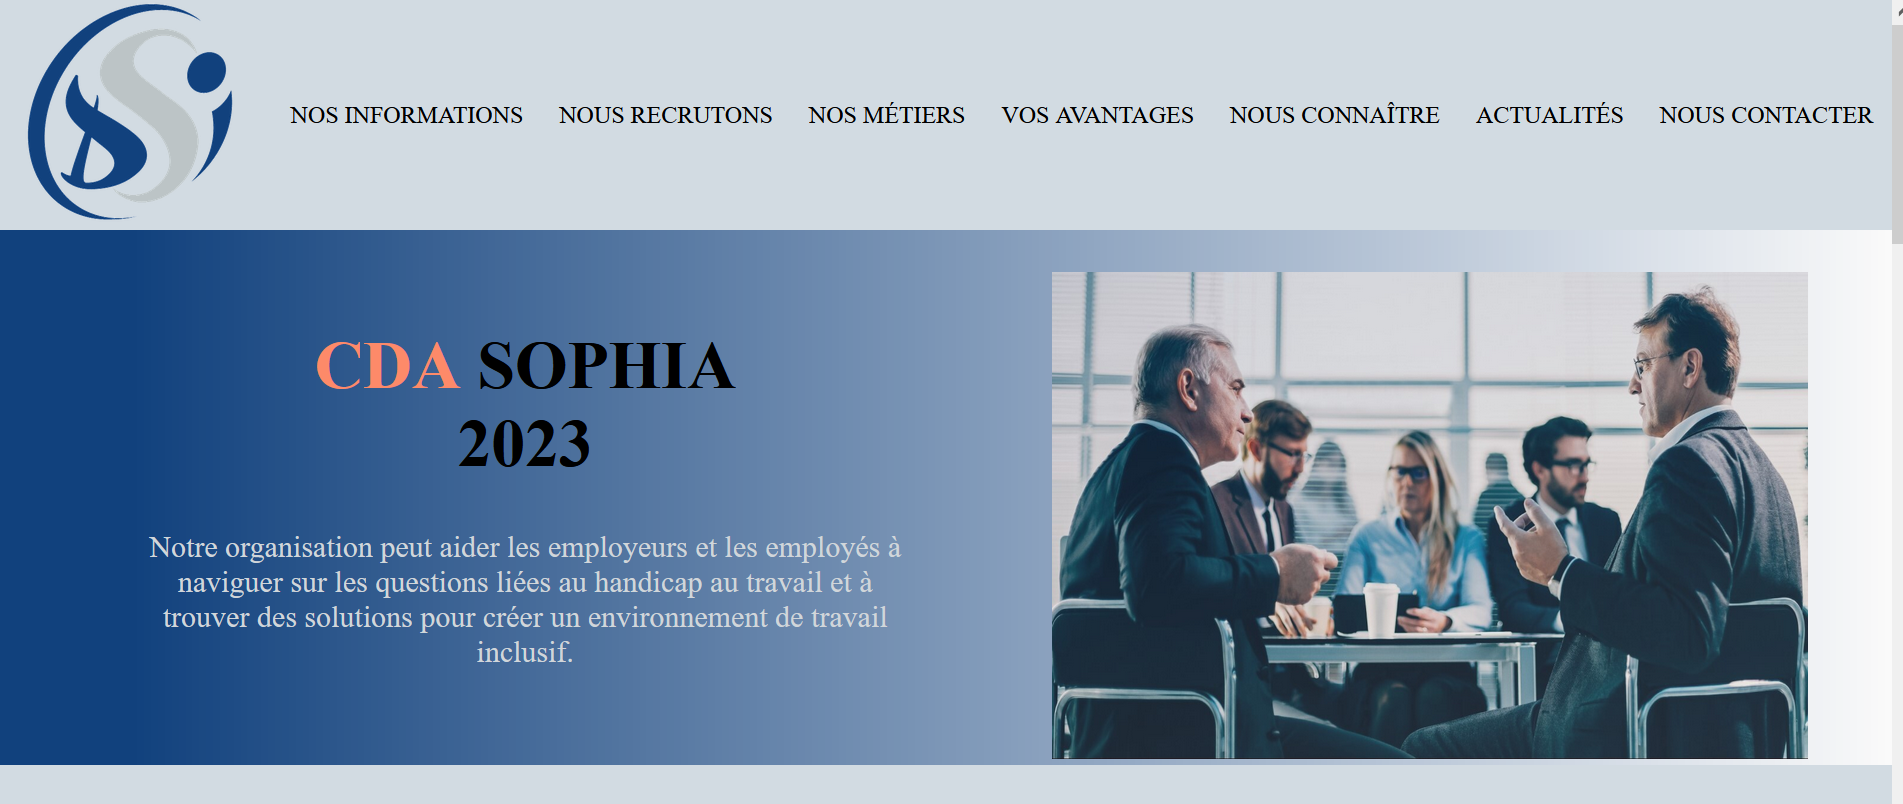 NOS INFORMATIONS NOUS RECRUTONS NOS MÉTIERS VOS AVANTAGES NOUS CONNAÎTRE ACTUALITÉS NOUS CONTACTER
CDA SOPHIA
2023
Notre organisation peut aider les employeurs et les employés à
naviguer sur les questions liées au handicap au travail et à
trouver des solutions pour créer un environnement de travail
inclusif.